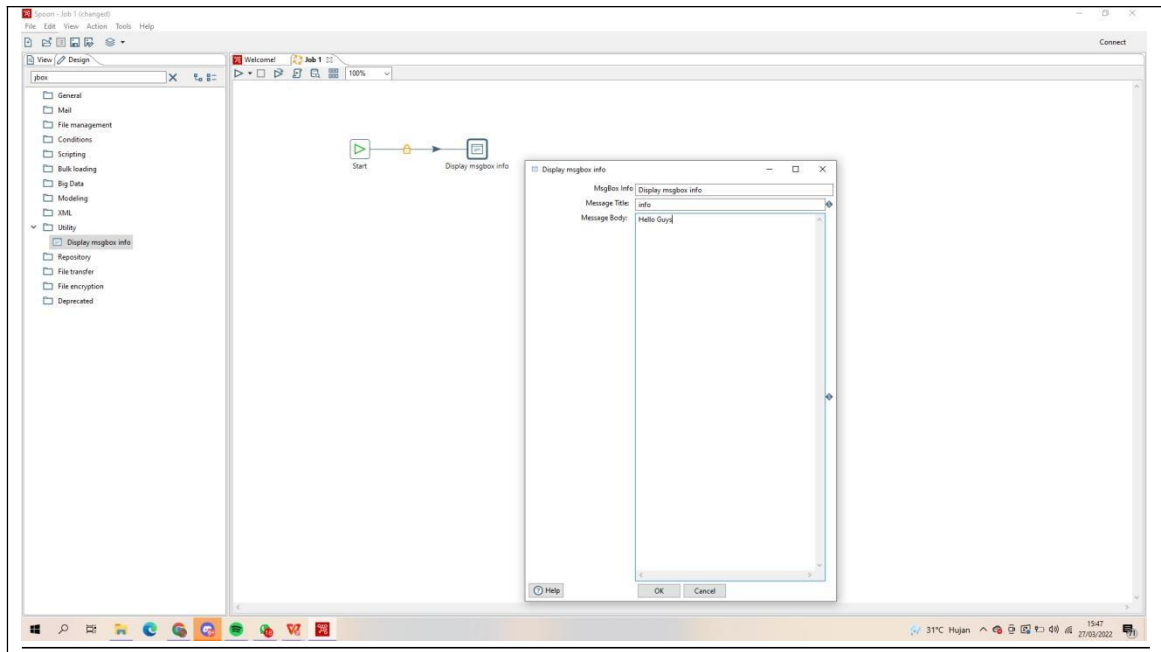 Spoon - Job 1 (changed)
File Edit View Action Tools Help
Connect
View Design
Welcome! Job 1
jbox
100%
General
Mail
File management
Conditions
Scripting
Bulk loading
Big Data
Modeling
XML
Utility
Display msgbox info
Repository
File transfer
File encryption
Deprecated
Start
Display msgbox info
Display msgbox info
MsgBox Info Display msgbox info
Message Title: info
Message Body: Hello Guys
Help
OK Cancel
31°C Hujan
15:47
27/03/2022